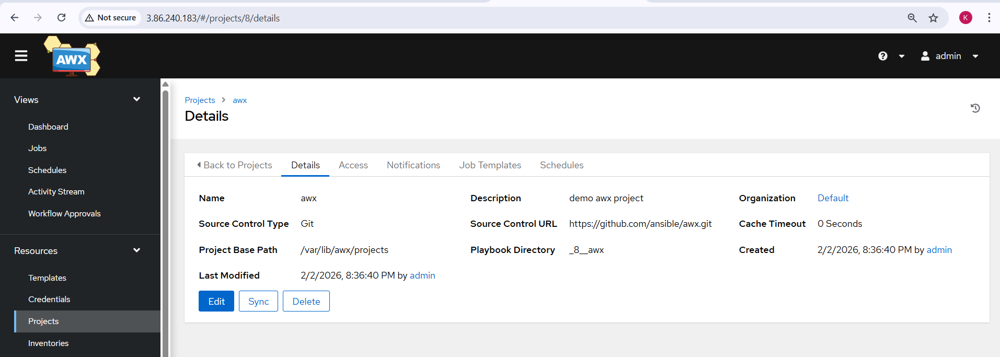 Not secure 3.86.240.183/#/projects/8/details K
AWX admin
Views
Dashboard
Jobs
Schedules
Activity Stream
Workflow Approvals
Resources
Templates
Credentials
Projects
Inventories
Projects > awx
Details
Back to Projects Details Access Notifications Job Templates Schedules
Name awx Description demo awx project Organization Default
Source Control Type Git Source Control URL https://github.com/ansible/awx.git Cache Timeout 0 Seconds
Project Base Path /var/lib/awx/projects Playbook Directory _8__awx Created 2/2/2026, 8:36:40 PM by admin
Last Modified 2/2/2026, 8:36:40 PM by admin
Edit Sync Delete